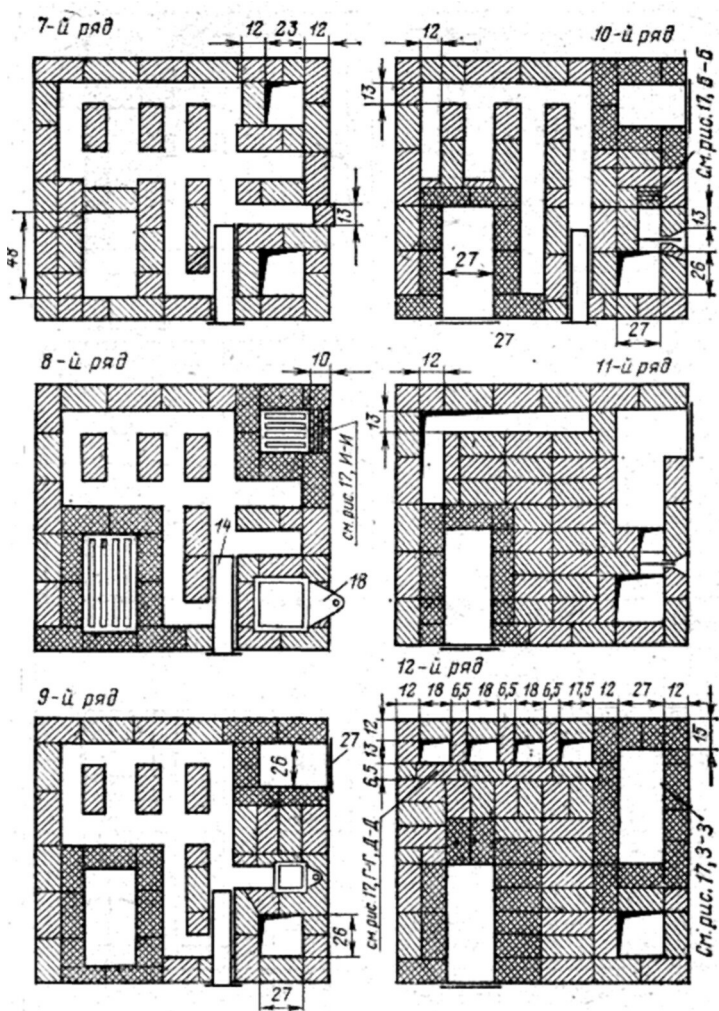 7-й ряд
12 23 12
13
48
10-й ряд
12
13
См. рис. 17, Б-Б
13
26
27
27
27
8-й ряд
10
см. рис. 17, И-И
14
18
11-й ряд
12
13
9-й ряд
27
26
26
27
12-й ряд
12 18 6,5 18 6,5 18 6,5 17,5 12 27 12
12
13
6,5
15
см рис. 17, Г-Г, Д-Д
См. рис. 17, З-З